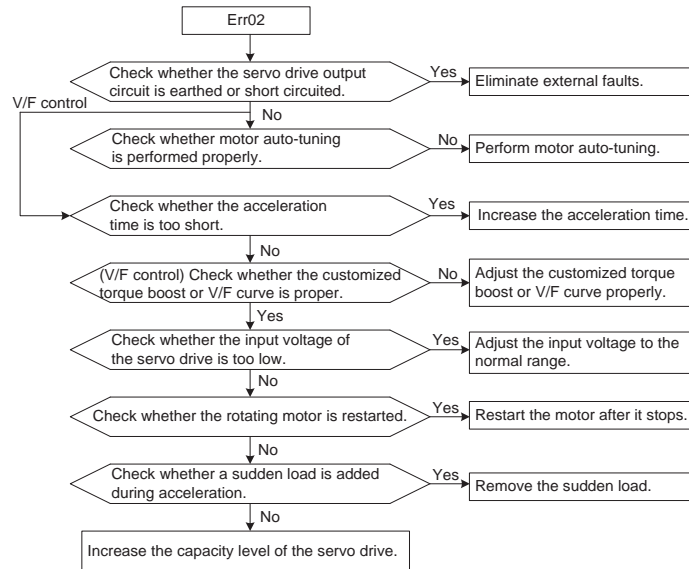 Err02
Check whether the servo drive output
circuit is earthed or short circuited.
Yes
Eliminate external faults.
V/F control
No
Check whether motor auto-tuning
is performed properly.
No
Perform motor auto-tuning.
Check whether the acceleration
time is too short.
Yes
Increase the acceleration time.
No
(V/F control) Check whether the customized
torque boost or V/F curve is proper.
No
Adjust the customized torque
boost or V/F curve properly.
Yes
Check whether the input voltage of
the servo drive is too low.
Yes
Adjust the input voltage to the
normal range.
No
Check whether the rotating motor is restarted.
Yes
Restart the motor after it stops.
No
Check whether a sudden load is added
during acceleration.
Yes
Remove the sudden load.
No
Increase the capacity level of the servo drive.